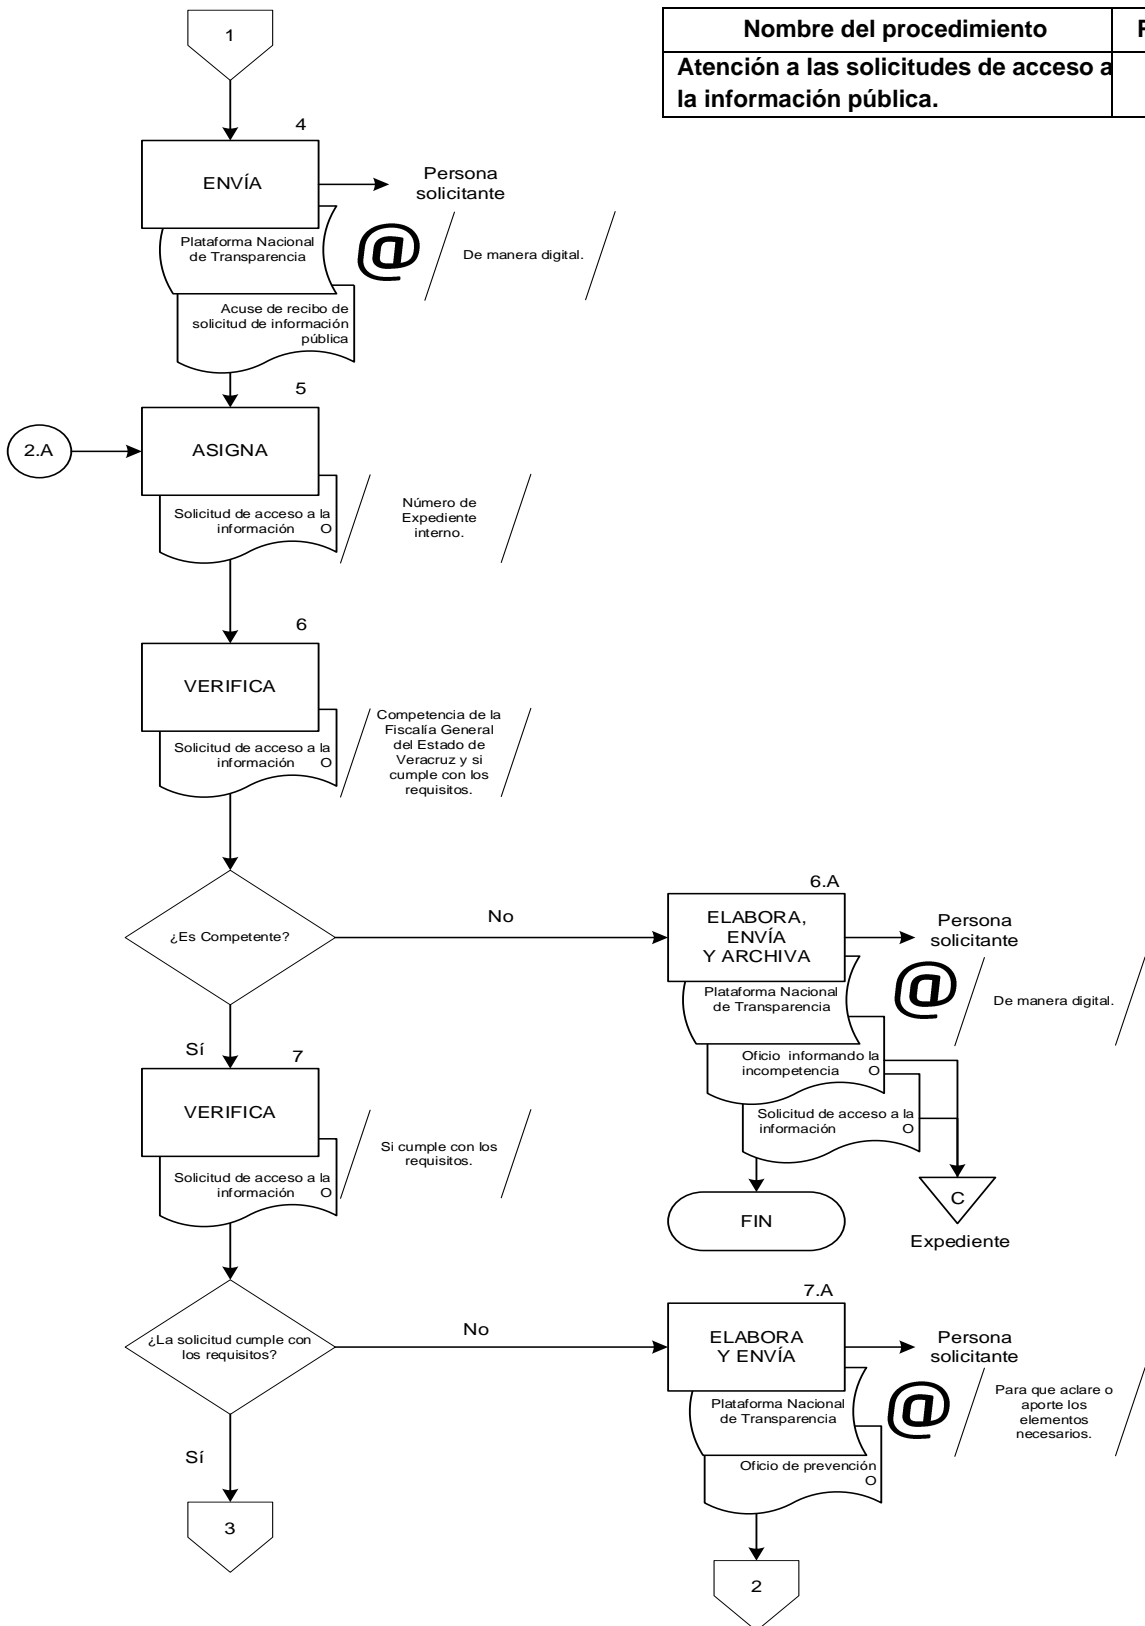 1
Nombre del procedimiento
Atención a las solicitudes de acceso a
la información pública.
4
ENVÍA
Persona
solicitante
Plataforma Nacional
de Transparencia
@
De manera digital.
Acuse de recibo de
solicitud de información
pública
5
2.A
ASIGNA
Solicitud de acceso a la
información O
Número de
Expediente
interno.
6
VERIFICA
Solicitud de acceso a la
información O
Competencia de la
Fiscalía General
del Estado de
Veracruz y si
cumple con los
requisitos.
¿Es Competente?
No
6.A
ELABORA,
ENVÍA
Y ARCHIVA
Persona
solicitante
Plataforma Nacional
de Transparencia
@
De manera digital.
Oficio informando la
incompetencia O
Solicitud de acceso a la
información O
FIN
C
Expediente
Sí
7
VERIFICA
Solicitud de acceso a la
información O
Si cumple con los
requisitos.
¿La solicitud cumple con
los requisitos?
No
7.A
ELABORA
Y ENVÍA
Persona
solicitante
Plataforma Nacional
de Transparencia
@
Para que aclare o
aporte los
elementos
necesarios.
Oficio de prevención
O
Sí
3
2